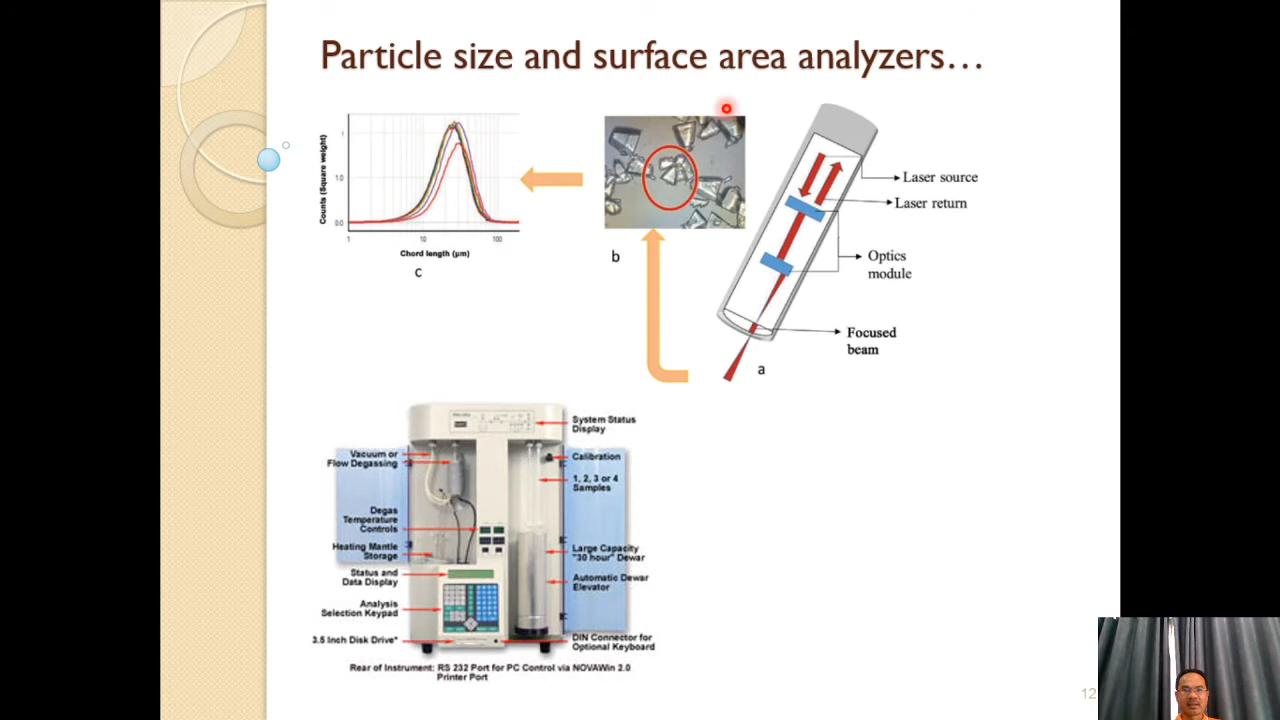 Particle size and surface area analyzers…
Counts (Square weight)
1
1.0
0.0
1
10
100
Chord length (µm)
c
b
Laser source
Laser return
Optics
module
Focused
beam
a
System Status
Display
Vacuum or
Flow Degassing
Calibration
1, 2, 3 or 4
Samples
Degas
Temperature
Controls
Heating Mantle
Storage
Large Capacity
"30 hour" Dewar
Status and
Data Display
Automatic Dewar
Elevator
Analysis
Selection Keypad
3.5 Inch Disk Drive*
DIN Connector for
Optional Keyboard
Rear of Instrument: RS 232 Port for PC Control via NOVAWin 2.0
Printer Port
12